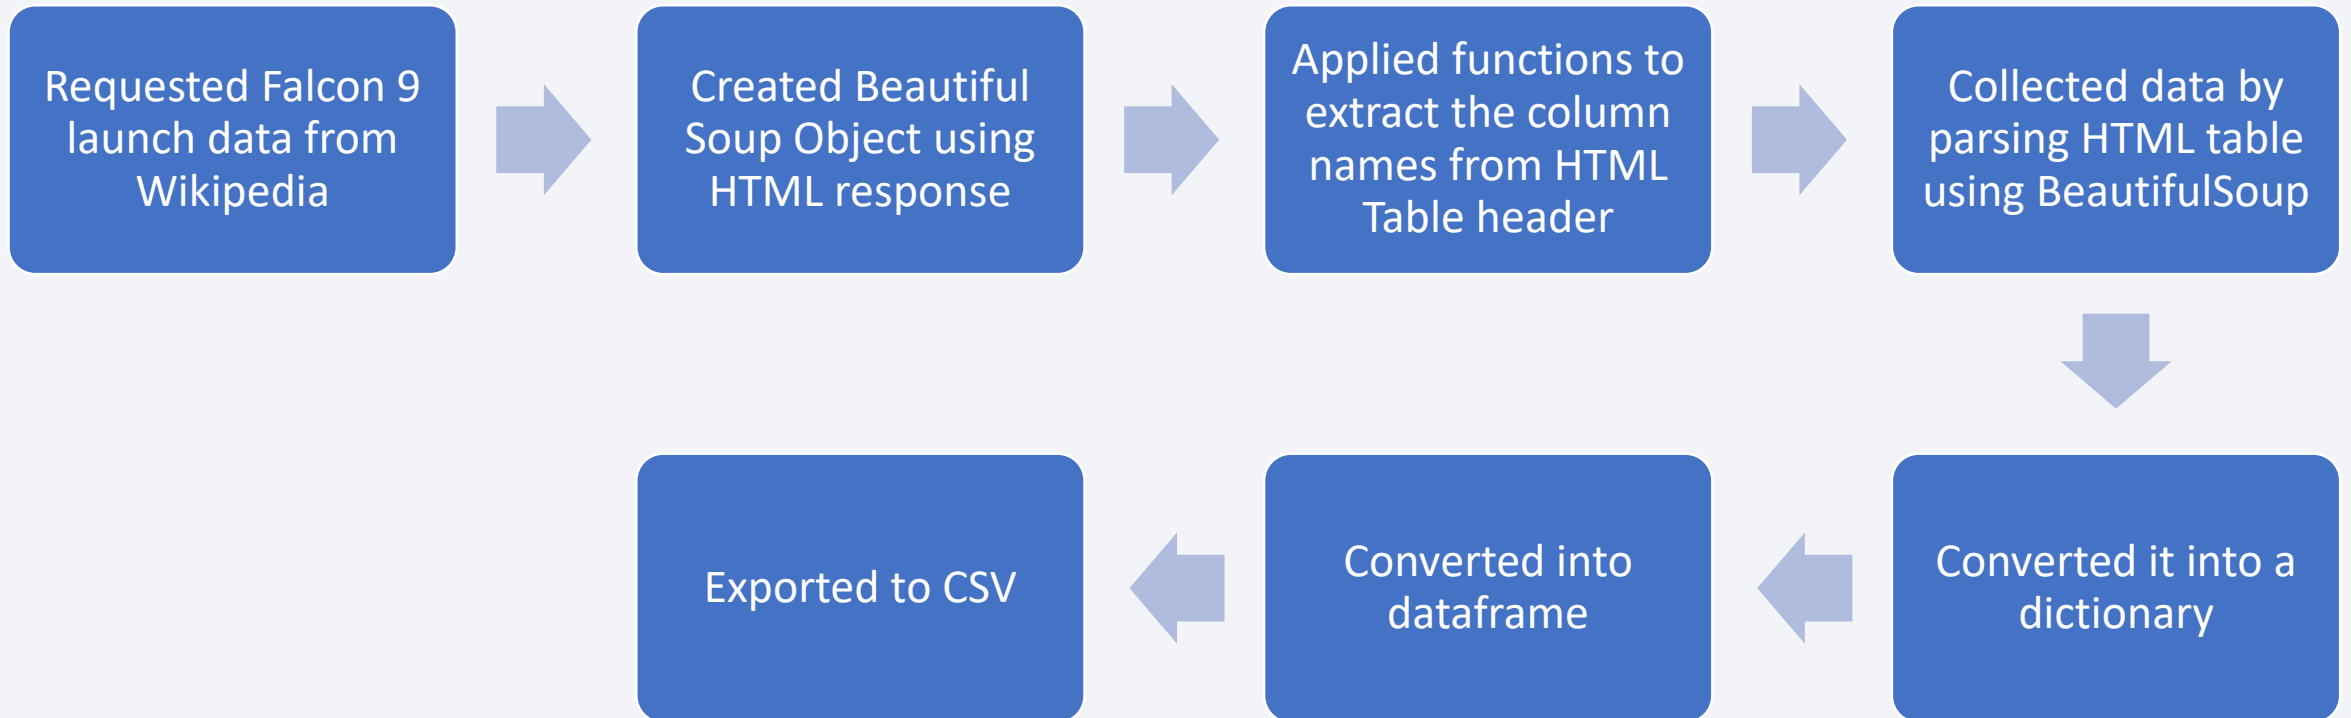 Requested Falcon 9
launch data from
Wikipedia
Created Beautiful
Soup Object using
HTML response
Applied functions to
extract the column
names from HTML
Table header
Collected data by
parsing HTML table
using BeautifulSoup
Converted it into a
dictionary
Converted into
dataframe
Exported to CSV